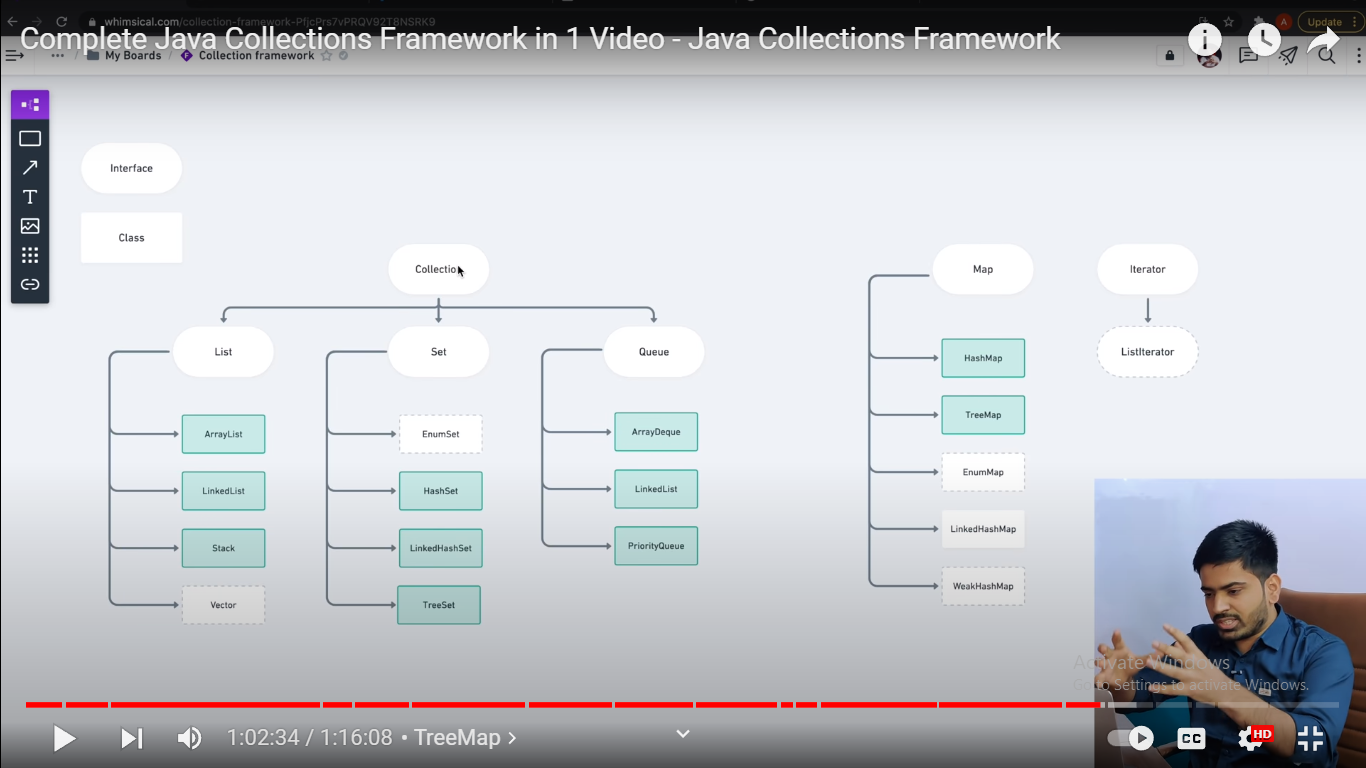 whimsical.com/collection-framework-PfjcPrs7vPRQV92T8NSRK9
Update
Complete Java Collections Framework in 1 Video - Java Collections Framework
My Boards / Collection framework
Interface
Class
Collection
Map
Iterator
List
Set
Queue
ListIterator
HashMap
TreeMap
ArrayList
EnumSet
ArrayDeque
EnumMap
LinkedList
HashSet
LinkedList
LinkedHashMap
Stack
LinkedHashSet
PriorityQueue
WeakHashMap
Vector
TreeSet
Activate Windows
Go to Settings to activate Windows.
1:02:34 / 1:16:08 • TreeMap >
CC
HD